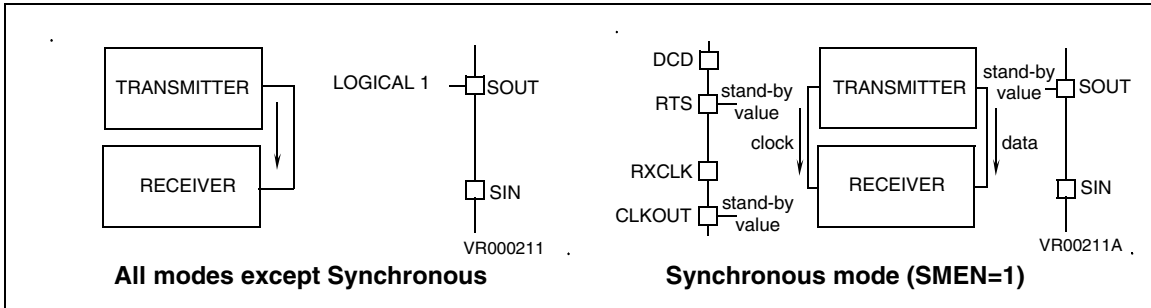 TRANSMITTER
RECEIVER
LOGICAL 1
SOUT
SIN
VR000211
All modes except Synchronous
DCD
RTS
stand-by
value
RXCLK
CLKOUT
stand-by
value
clock
TRANSMITTER
RECEIVER
data
stand-by
value
SOUT
SIN
VR00211A
Synchronous mode (SMEN=1)